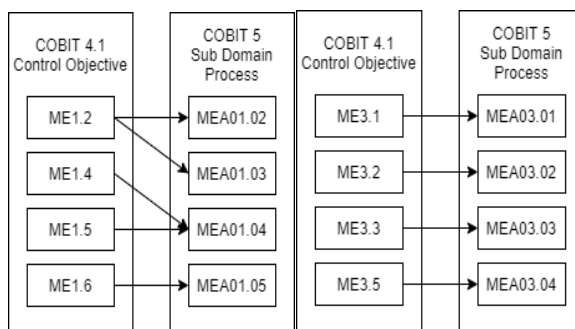 COBIT 4.1
Control Objective
ME1.2
ME1.4
ME1.5
ME1.6
COBIT 5
Sub Domain
Process
MEA01.02
MEA01.03
MEA01.04
MEA01.05
COBIT 4.1
Control Objective
ME3.1
ME3.2
ME3.3
ME3.5
COBIT 5
Sub Domain
Process
MEA03.01
MEA03.02
MEA03.03
MEA03.04